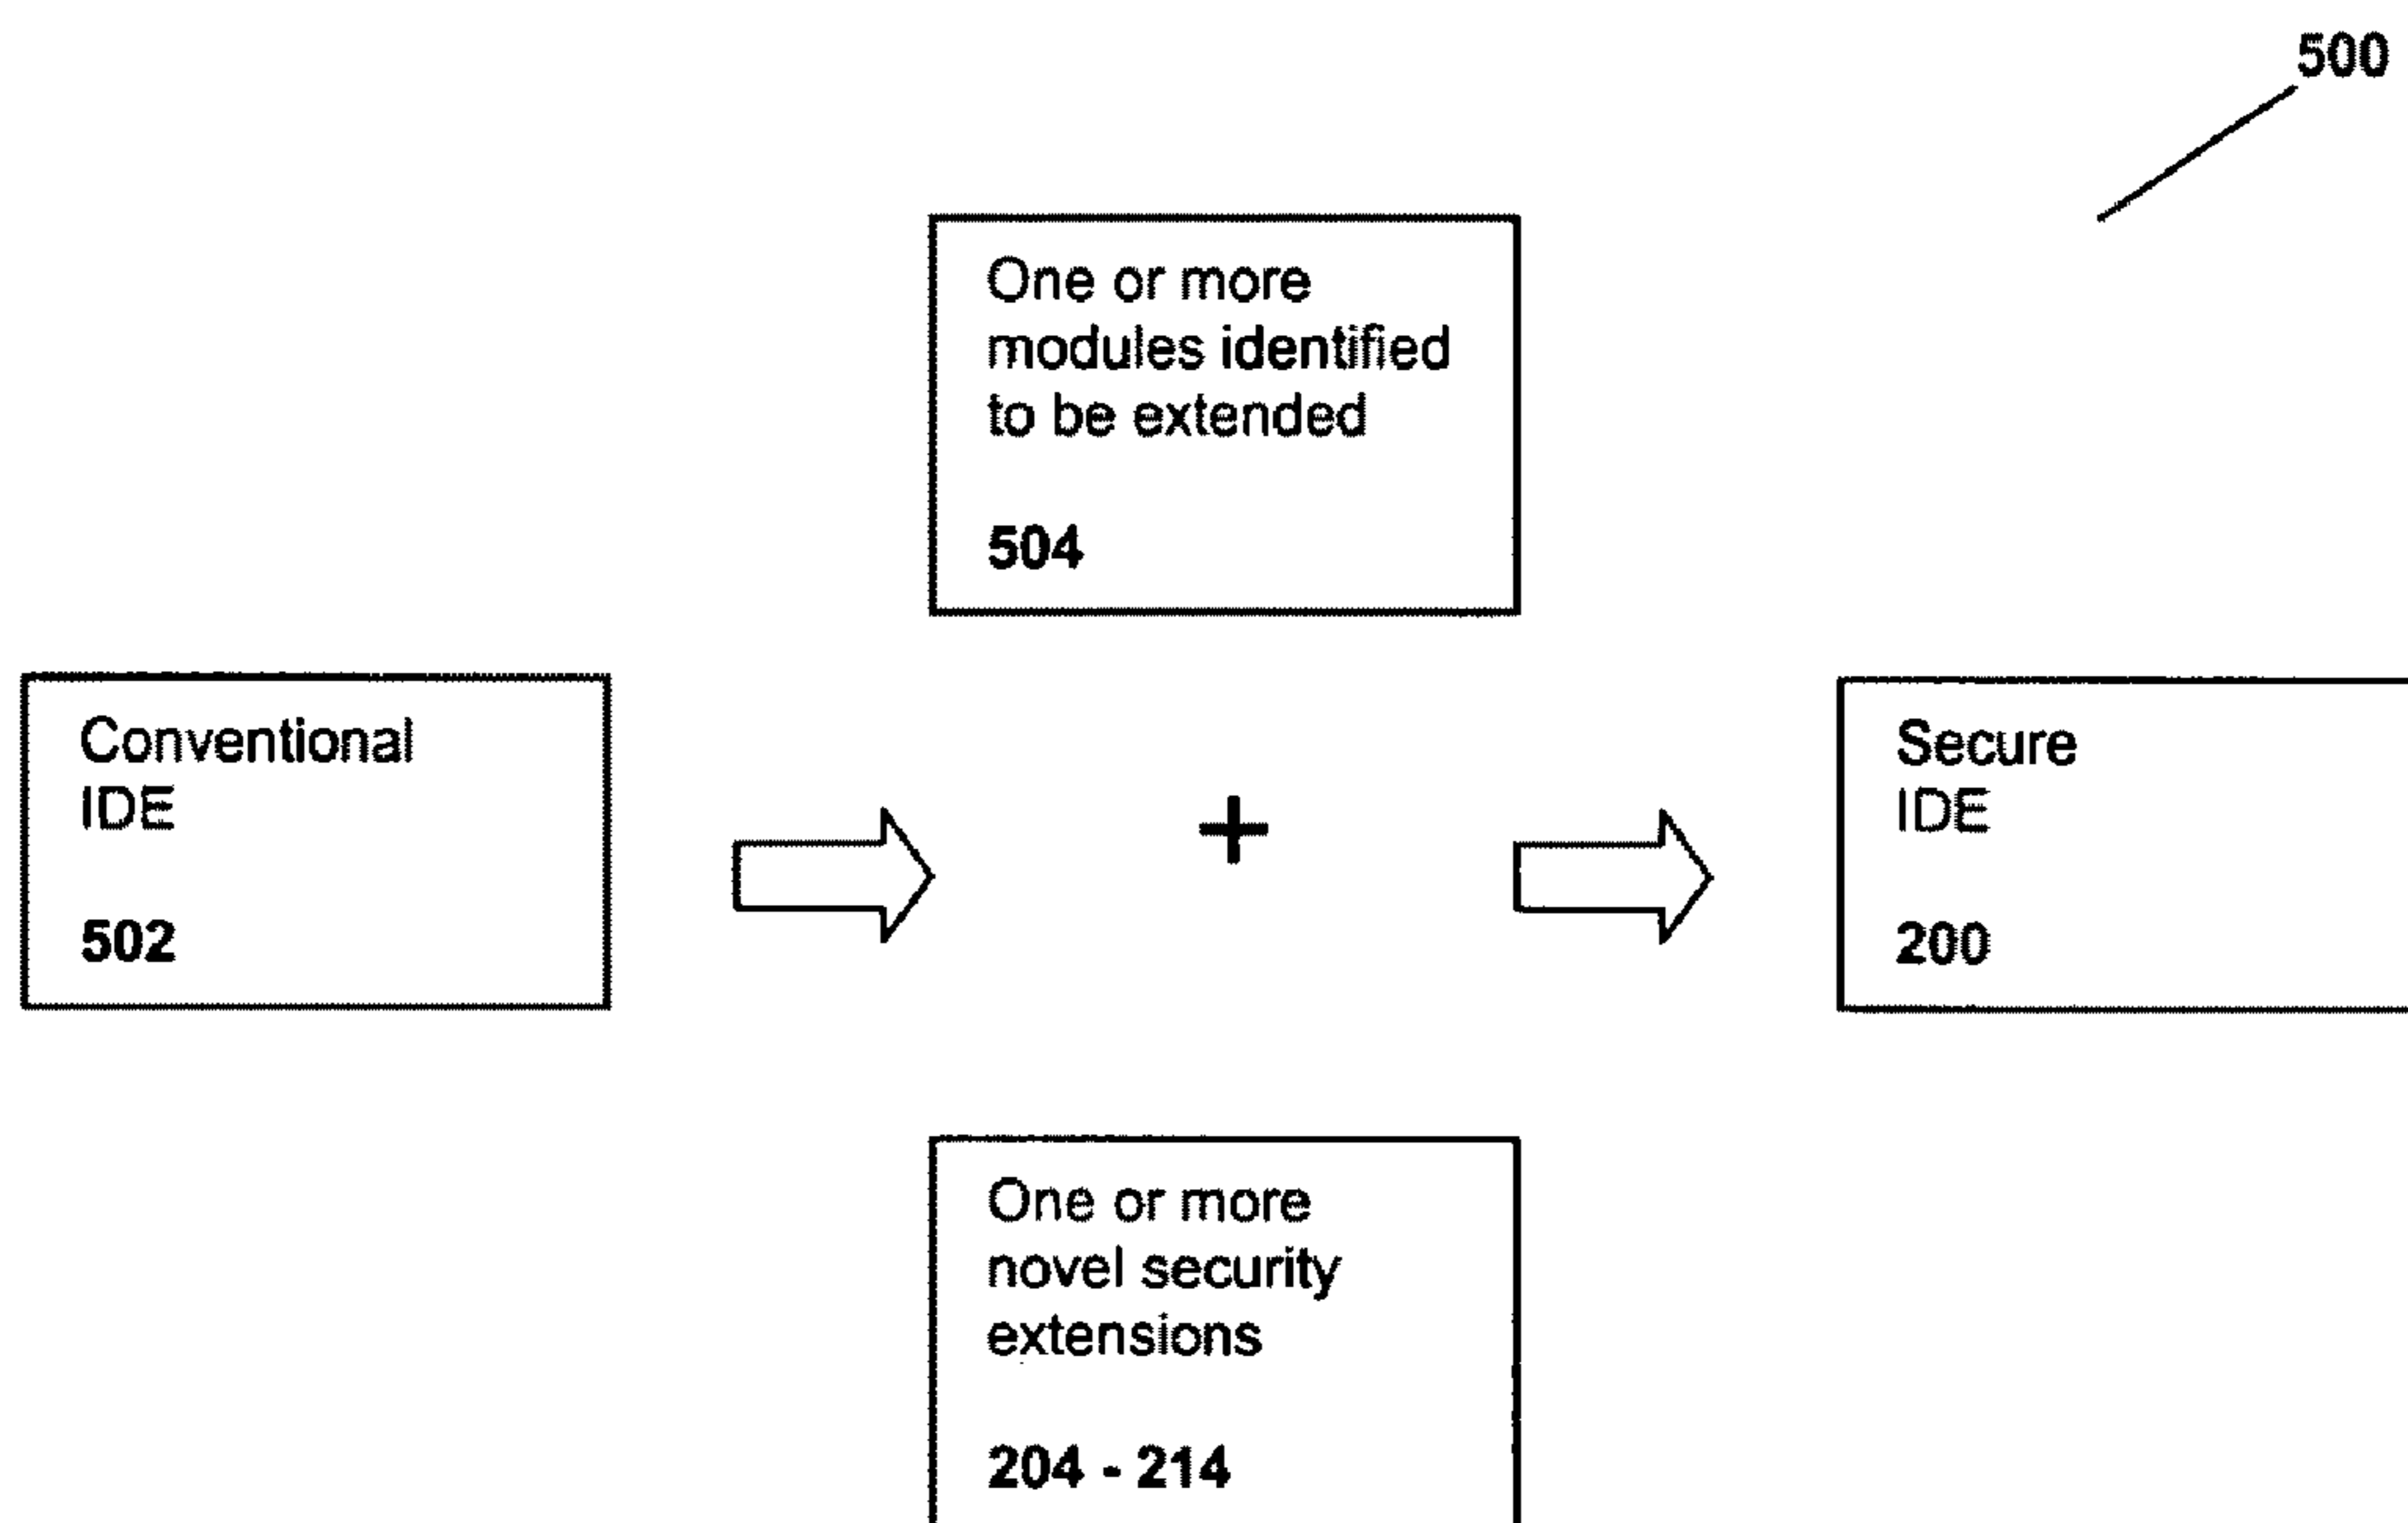 500
One or more
modules identified
to be extended
504
Conventional
IDE
502
+
Secure
IDE
200
One or more
novel security
extensions
204 - 214